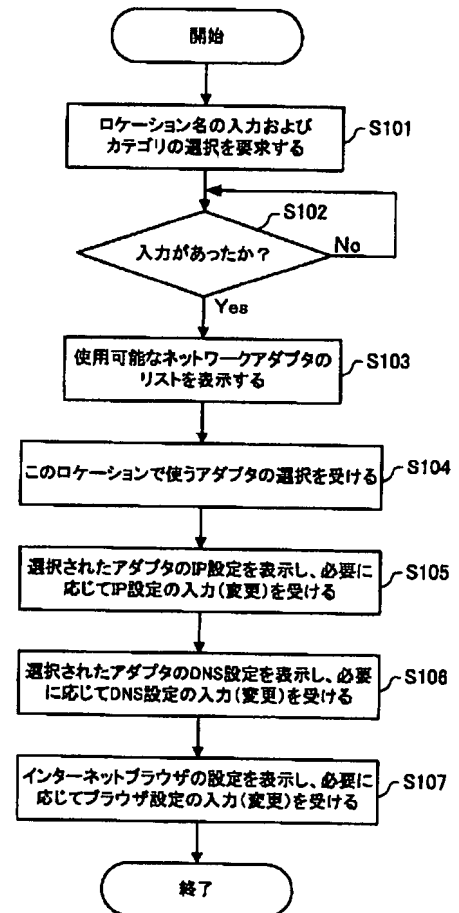 開始
ロケーション名の入力および
カテゴリの選択を要求する
S101
S102
入力があったか?
No
Yes
使用可能なネットワークアダプタの
リストを表示する
S103
このロケーションで使うアダプタの選択を受ける
S104
選択されたアダプタのIP設定を表示し、必要に
応じてIP設定の入力(変更)を受ける
S105
選択されたアダプタのDNS設定を表示し、必要
に応じてDNS設定の入力(変更)を受ける
S106
インターネットブラウザの設定を表示し、必要に
応じてブラウザ設定の入力(変更)を受ける
S107
終了